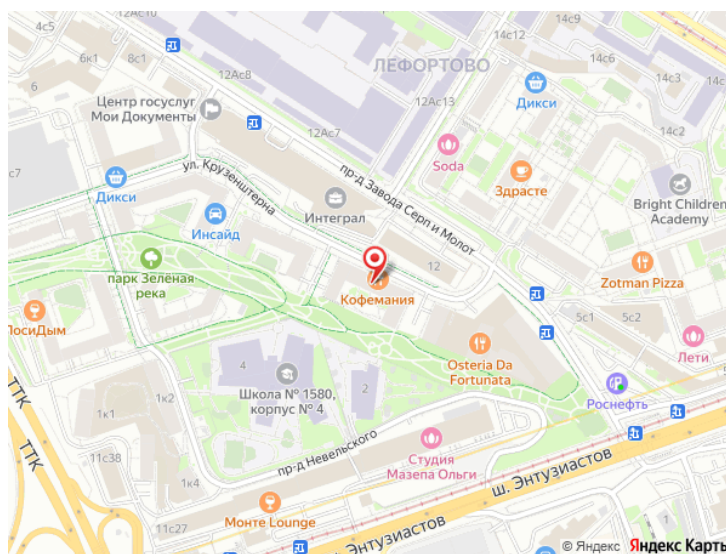 14с9
14с6
4с5
6к1
8с1
12Ас8
14с12
ЛЕФОРТОВО
14с3
6
Центр госуслуг
Мои Документы
12Ас13
Дикси
14с4
12Ас7
14с2
с7
пр-д Завода Серп и Молот
Soda
ул. Крузенштерна
Здрасте
Дикси
Интеграл
Bright Children
Academy
Инсайд
12
парк Зелёная
река
Кофемания
Zotman Pizza
ЛосиДым
5с1
5с2
Лети
4
Osteria Da
Fortunata
2
Школа № 1580,
корпус № 4
Роснефть
1к2
1к1
ТТК
ТТК
пр-д Невельского
11с38
Студия
Мазепа Ольги
ш. Энтузиастов
1к4
1
Монте Lounge
11с27
ш. Энтузиастов
© Яндекс Яндекс Карты